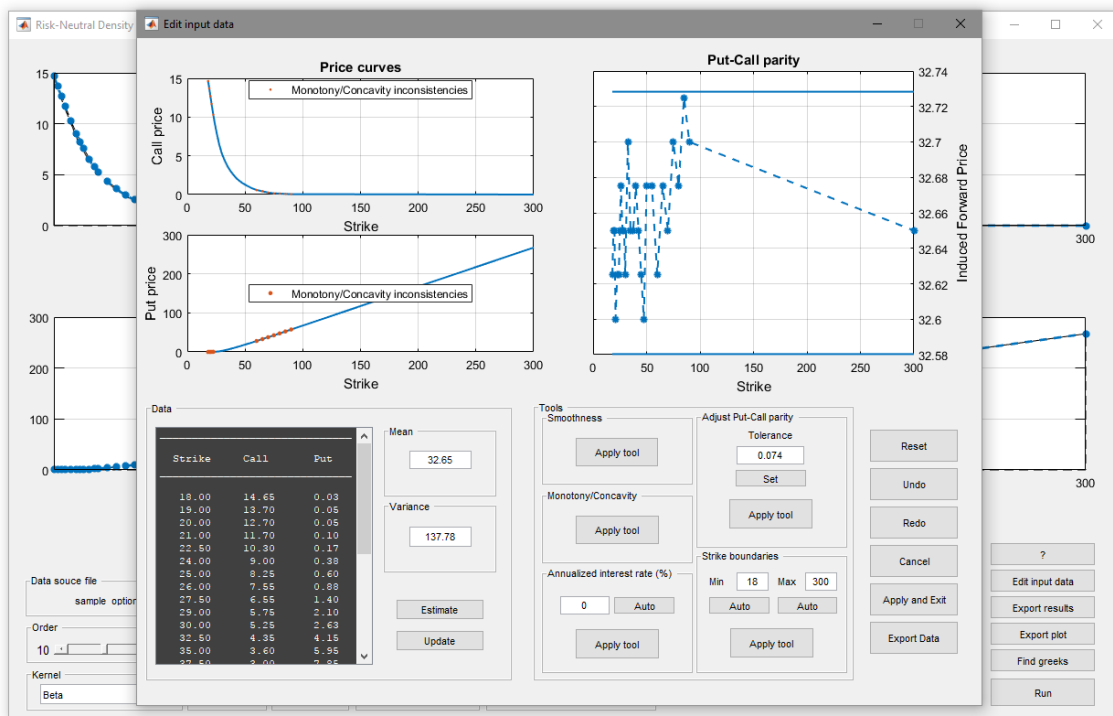 Risk-Neutral Density
Edit input data
Price curves
15
10
5
0
Call price
Monotony/Concavity inconsistencies
0 50 100 150 200 250 300
Strike
300
200
100
0
Put price
Monotony/Concavity inconsistencies
0 50 100 150 200 250 300
Strike
Put-Call parity
32.74
32.72
32.7
32.68
32.66
32.64
32.62
32.6
32.58
Induced Forward Price
0 50 100 150 200 250 300
Strike
15
10
5
0
300
300
200
100
0
300
Data
Strike Call Put
18.00 14.65 0.03
19.00 13.70 0.05
20.00 12.70 0.05
21.00 11.70 0.10
22.50 10.30 0.17
24.00 9.00 0.38
25.00 8.25 0.60
26.00 7.55 0.88
27.50 6.55 1.40
29.00 5.75 2.10
30.00 5.25 2.63
32.50 4.35 4.15
35.00 3.60 5.95
37.50 3.00 7.85
Mean
32.65
Variance
137.78
Estimate
Update
Tools
Smoothness
Apply tool
Monotony/Concavity
Apply tool
Annualized interest rate (%)
0 Auto
Apply tool
Adjust Put-Call parity
Tolerance
0.074
Set
Apply tool
Strike boundaries
Min 18 Max 300
Auto Auto
Apply tool
Reset
Undo
Redo
Cancel
Apply and Exit
Export Data
Data souce file
sample option
Order
10
Kernel
Beta
?
Edit input data
Export results
Export plot
Find greeks
Run